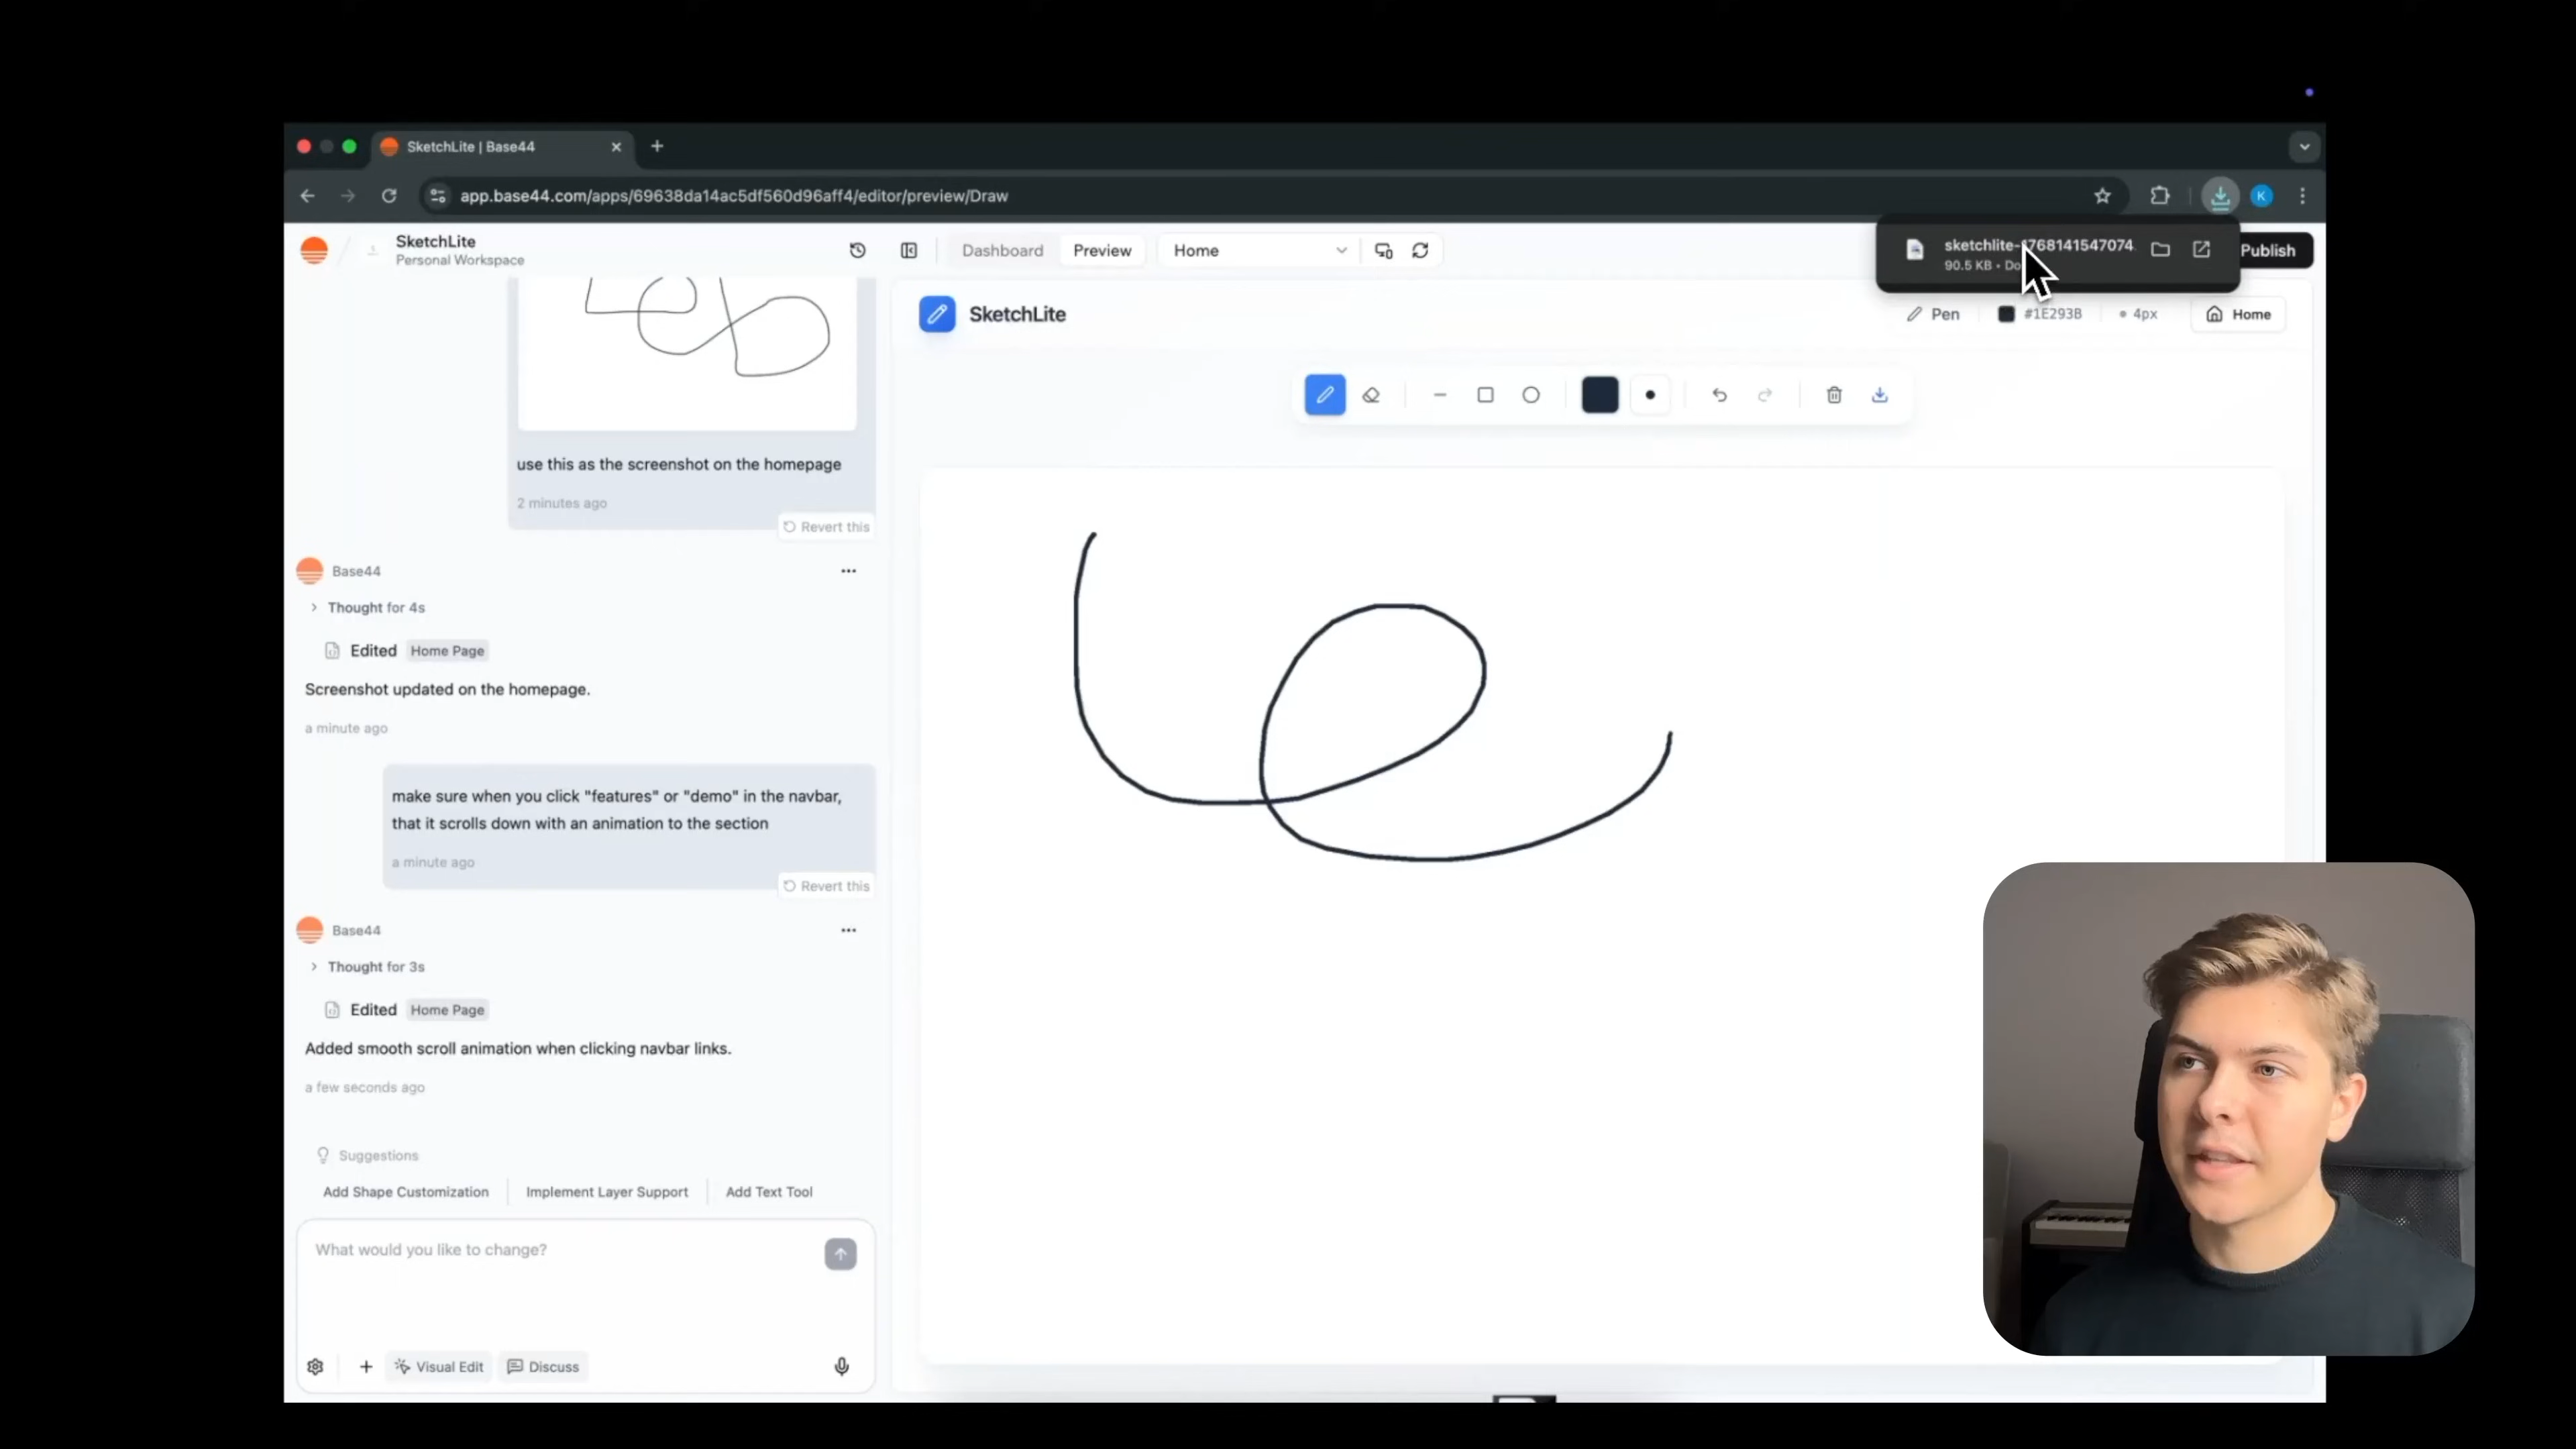 SketchLite | Base44
app.base44.com/apps/69638da14ac5df560d96aff4/editor/preview/Draw
K
SketchLite
Personal Workspace
Dashboard
Preview
Home
90.5 KB •
Publish
use this as the screenshot on the homepage
2 minutes ago
Revert this
Base44
Thought for 4s
Edited Home Page
Screenshot updated on the homepage.
a minute ago
make sure when you click "features" or "demo" in the navbar,
that it scrolls down with an animation to the section
a minute ago
Revert this
Base44
Thought for 3s
Edited Home Page
Added smooth scroll animation when clicking navbar links.
a few seconds ago
Suggestions
Add Shape Customization
Implement Layer Support
Add Text Tool
What would you like to change?
Visual Edit
Discuss
SketchLite
Pen
#1E293B
4px
Home